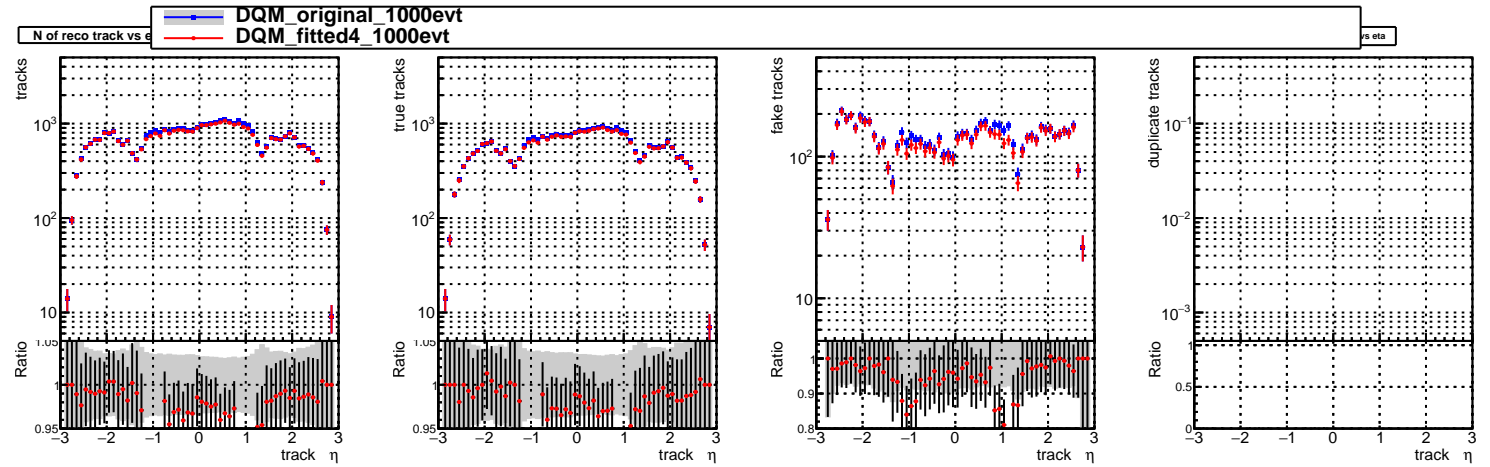 DQM_original_1000evt
DQM_fitted4_1000evt
N of reco track vs e
vs eta
tracks
10³
10²
10
1.05
Ratio
1
0.95
−3 −2 −1 0 1 2 3
track η
true tracks
10³
10²
10
1.05
Ratio
1
0.95
−3 −2 −1 0 1 2 3
track η
fake tracks
10²
10
Ratio
1
0.9
0.8
−3 −2 −1 0 1 2 3
track η
duplicate tracks
10⁻¹
10⁻²
10⁻³
Ratio
1
0.5
0
−3 −2 −1 0 1 2 3
track η